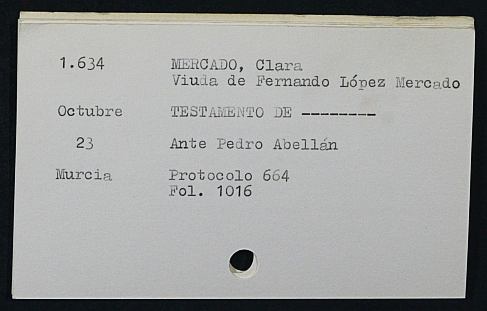 1.634 MERCADO, Clara
Viuda de Fernando López Mercado
Octubre TESTAMENTO DE --------
23 Ante Pedro Abellán
Murcia Protocolo 664
Fol. 1016